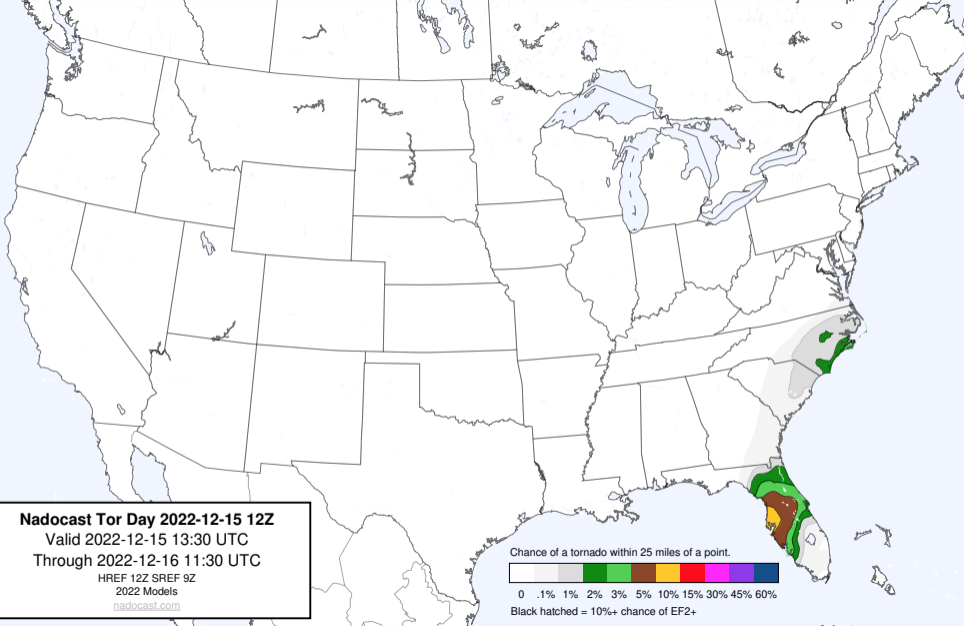 Nadocast Tor Day 2022-12-15 12Z
Valid 2022-12-15 13:30 UTC
Through 2022-12-16 11:30 UTC
HREF 12Z SREF 9Z
2022 Models
nadocast.com
Chance of a tornado within 25 miles of a point.
0 .1% 1% 2% 3% 5% 10% 15% 30% 45% 60%
Black hatched = 10%+ chance of EF2+